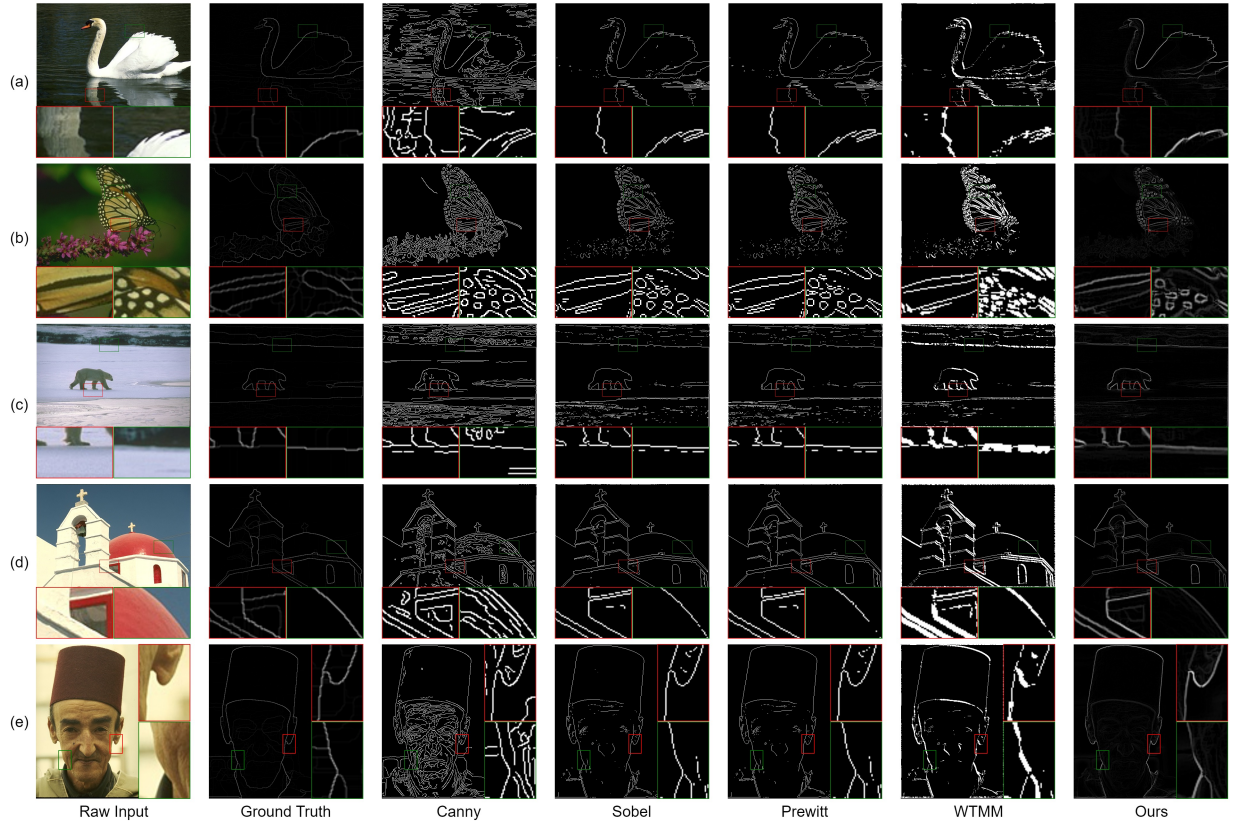 (a)
(b)
(c)
(d)
(e)
Raw Input Ground Truth Canny Sobel Prewitt WTMM Ours